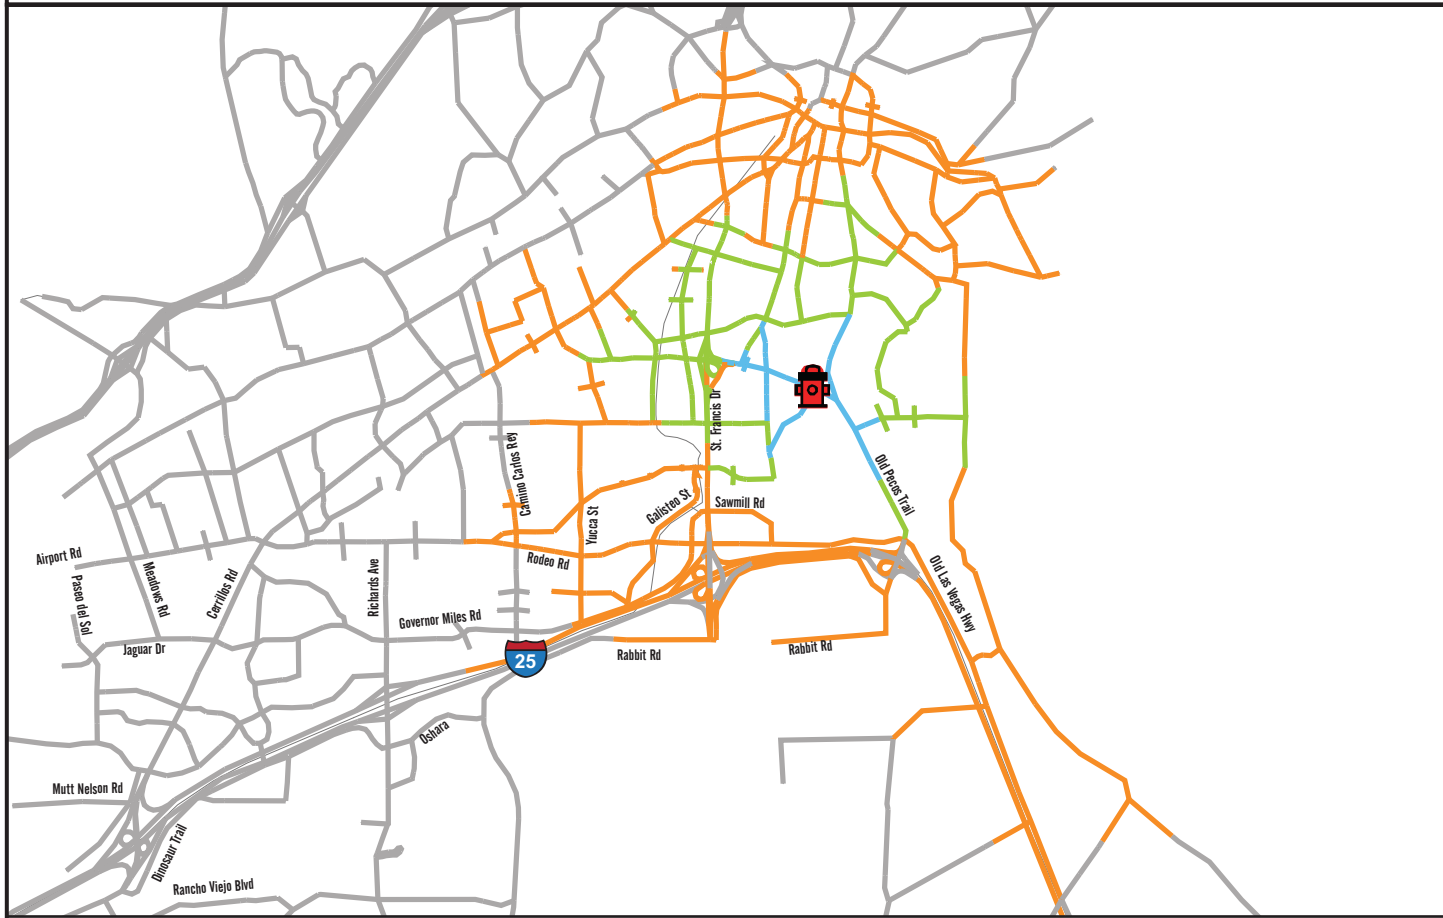 St. Francis Dr
Camino Carlos Rey
Old Pecos Trail
Galisteo St
Sawmill Rd
Yucca St
Airport Rd
Rodeo Rd
Paseo del Sol
Meadows Rd
Cerrillos Rd
Richards Ave
Old Las Vegas Hwy
Governor Miles Rd
Jaguar Dr
25
Rabbit Rd
Rabbit Rd
Oshara
Mutt Nelson Rd
Dinosaur Trail
Rancho Viejo Blvd